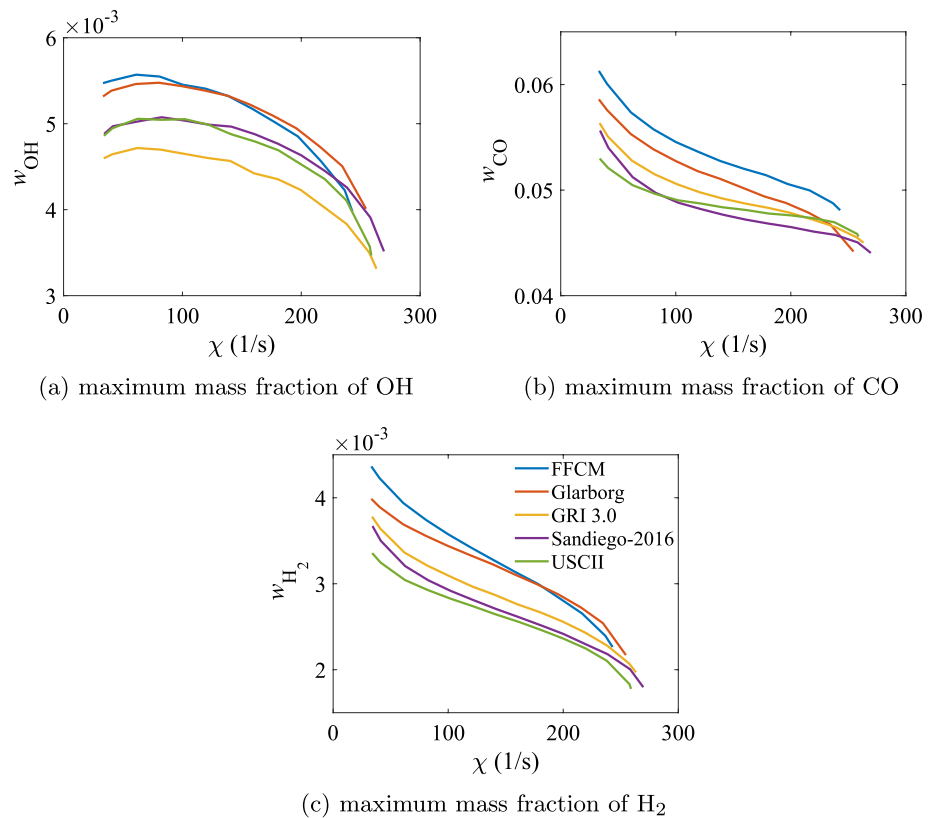 ×10⁻³
6
5
4
3
w_OH
0
100
200
300
χ (1/s)
(a) maximum mass fraction of OH
0.06
0.05
0.04
w_CO
0
100
200
300
χ (1/s)
(b) maximum mass fraction of CO
×10⁻³
4
3
2
w_H₂
FFCM
Glarborg
GRI 3.0
Sandiego-2016
USCII
0
100
200
300
χ (1/s)
(c) maximum mass fraction of H₂